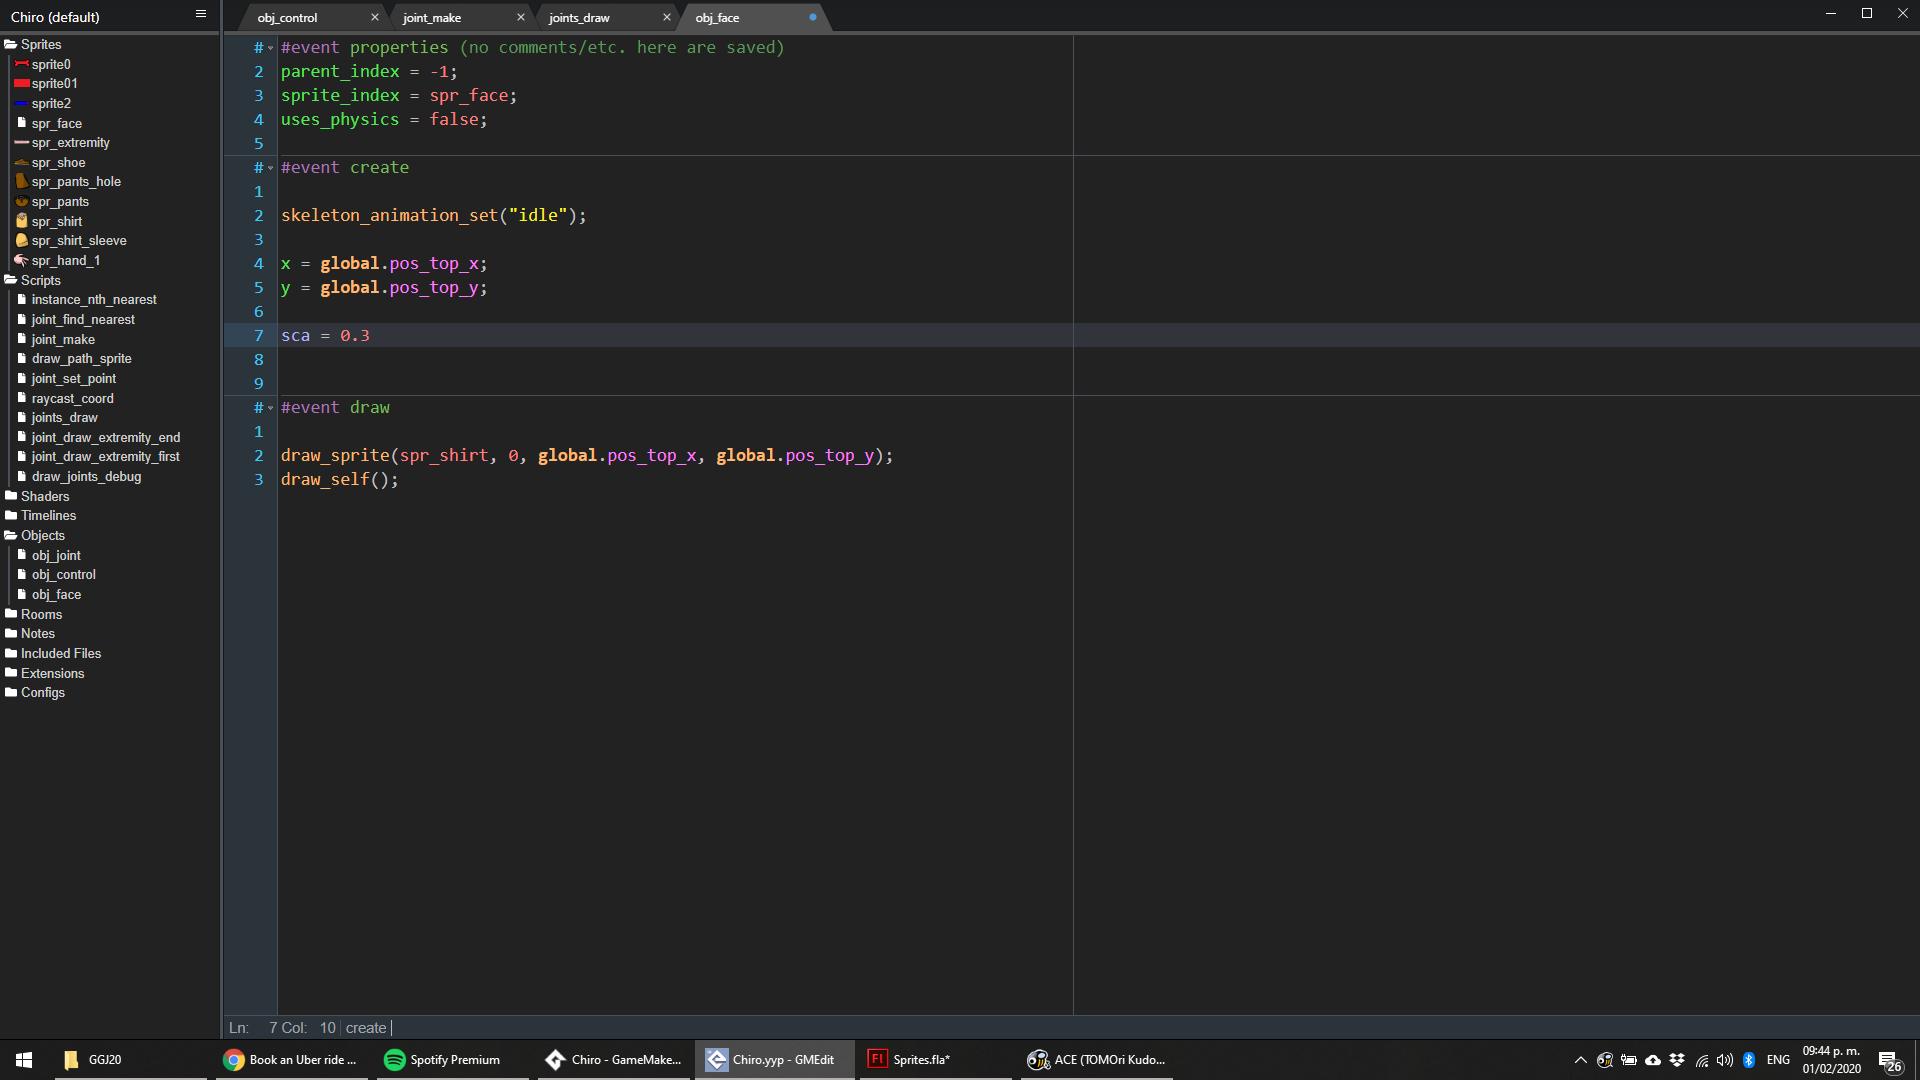 Chiro (default)
Sprites
sprite0
sprite01
sprite2
spr_face
spr_extremity
spr_shoe
spr_pants_hole
spr_pants
spr_shirt
spr_shirt_sleeve
spr_hand_1
Scripts
instance_nth_nearest
joint_find_nearest
joint_make
draw_path_sprite
joint_set_point
raycast_coord
joints_draw
joint_draw_extremity_end
joint_draw_extremity_first
draw_joints_debug
Shaders
Timelines
Objects
obj_joint
obj_control
obj_face
Rooms
Notes
Included Files
Extensions
Configs
obj_control joint_make joints_draw obj_face
# #event properties (no comments/etc. here are saved)
2 parent_index = -1;
3 sprite_index = spr_face;
4 uses_physics = false;
5
# #event create
1
2 skeleton_animation_set("idle");
3
4 x = global.pos_top_x;
5 y = global.pos_top_y;
6
7 sca = 0.3
8
9
# #event draw
1
2 draw_sprite(spr_shirt, 0, global.pos_top_x, global.pos_top_y);
3 draw_self();
Ln: 7 Col: 10 create
GGJ20 Book an Uber ride ... Spotify Premium Chiro - GameMake... Chiro.yyp - GMEdit Fl Sprites.fla* ACE (TOMOri Kudo... ENG 09:44 p. m.
01/02/2020 26